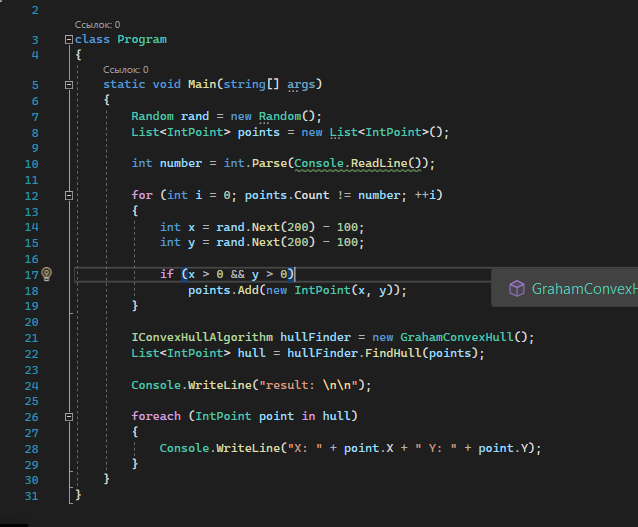 2
Ссылок: 0
3 class Program
4 {
Ссылок: 0
5 static void Main(string[] args)
6 {
7 Random rand = new Random();
8 List<IntPoint> points = new List<IntPoint>();
9
10 int number = int.Parse(Console.ReadLine());
11
12 for (int i = 0; points.Count != number; ++i)
13 {
14 int x = rand.Next(200) - 100;
15 int y = rand.Next(200) - 100;
16
17 if (x > 0 && y > 0)
18 points.Add(new IntPoint(x, y));
GrahamConvexH
19 }
20
21 IConvexHullAlgorithm hullFinder = new GrahamConvexHull();
22 List<IntPoint> hull = hullFinder.FindHull(points);
23
24 Console.WriteLine("result: \n\n");
25
26 foreach (IntPoint point in hull)
27 {
28 Console.WriteLine("X: " + point.X + " Y: " + point.Y);
29 }
30 }
31 }